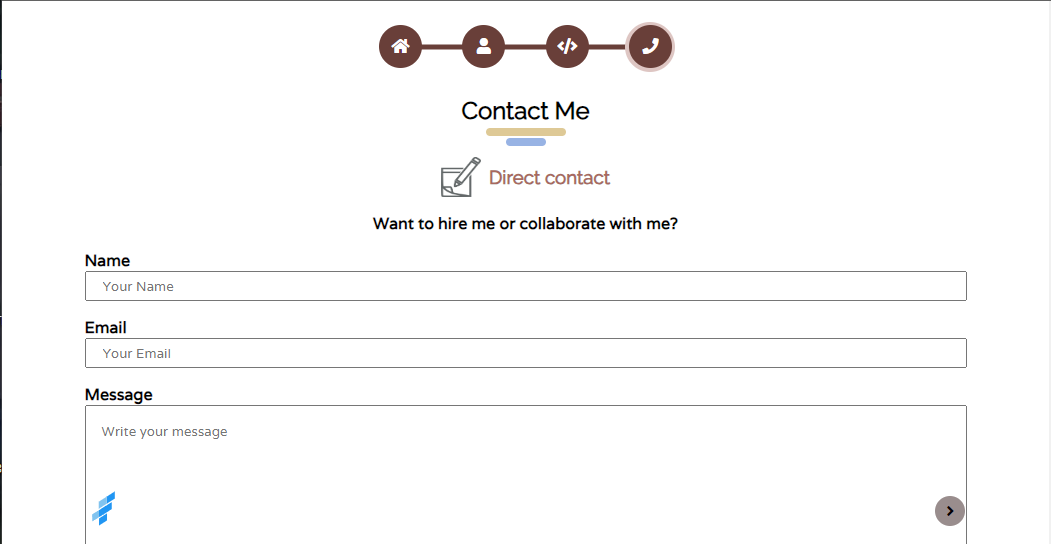 Contact Me
Direct contact
Want to hire me or collaborate with me?
Name
Your Name
Email
Your Email
Message
Write your message